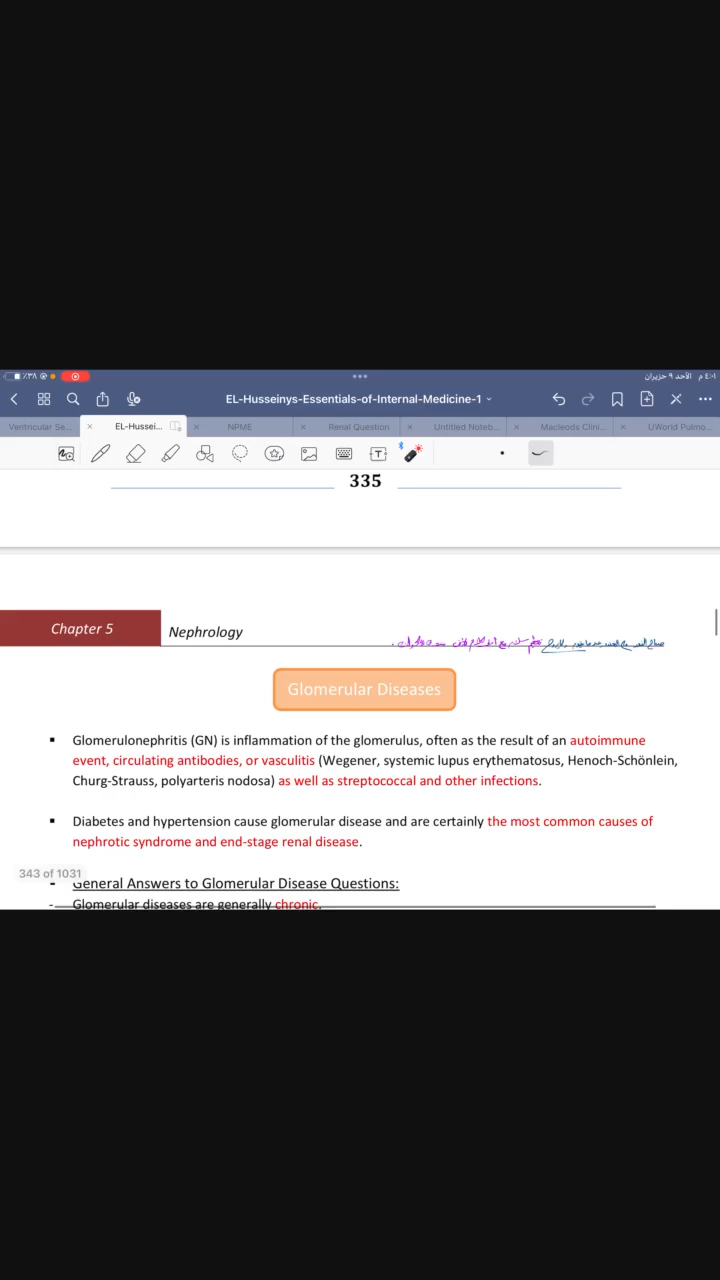 ٪٣٨
٤:٠١ م الأحد ٩ حزيران
EL-Husseinys-Essentials-of-Internal-Medicine-1
Ventricular Se...
EL-Hussei...
NPME
Renal Question
Untitled Noteb...
Macleods Clini...
UWorld Pulmo...
335
Chapter 5
Nephrology
Glomerular Diseases
▪ Glomerulonephritis (GN) is inflammation of the glomerulus, often as the result of an autoimmune
event, circulating antibodies, or vasculitis (Wegener, systemic lupus erythematosus, Henoch-Schönlein,
Churg-Strauss, polyarteris nodosa) as well as streptococcal and other infections.
▪ Diabetes and hypertension cause glomerular disease and are certainly the most common causes of
nephrotic syndrome and end-stage renal disease.
343 of 1031
General Answers to Glomerular Disease Questions:
- Glomerular diseases are generally chronic.